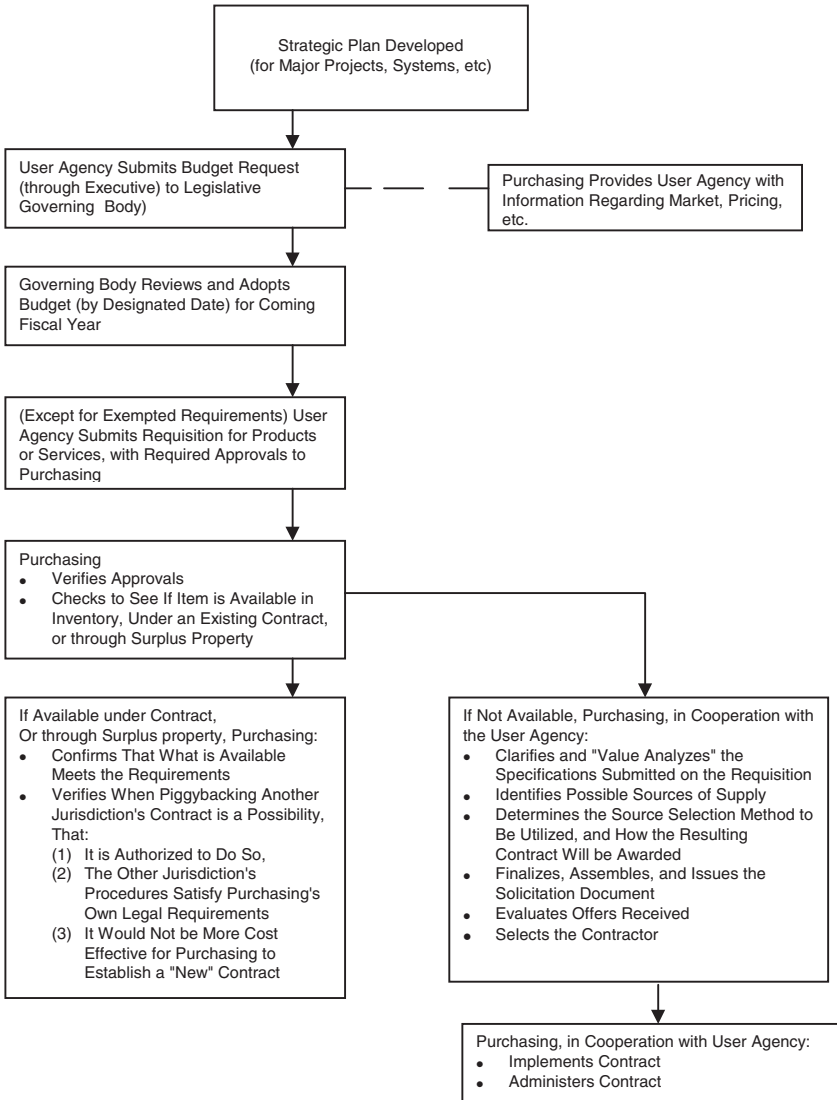 Strategic Plan Developed
(for Major Projects, Systems, etc)
User Agency Submits Budget Request
(through Executive) to Legislative
Governing Body)
Purchasing Provides User Agency with
Information Regarding Market, Pricing,
etc.
Governing Body Reviews and Adopts
Budget (by Designated Date) for Coming
Fiscal Year
(Except for Exempted Requirements) User
Agency Submits Requisition for Products
or Services, with Required Approvals to
Purchasing
Purchasing
• Verifies Approvals
• Checks to See If Item is Available in
Inventory, Under an Existing Contract,
or through Surplus Property
If Available under Contract,
Or through Surplus property, Purchasing:
• Confirms That What is Available
Meets the Requirements
• Verifies When Piggybacking Another
Jurisdiction's Contract is a Possibility,
That:
(1) It is Authorized to Do So,
(2) The Other Jurisdiction's
Procedures Satisfy Purchasing's
Own Legal Requirements
(3) It Would Not be More Cost
Effective for Purchasing to
Establish a "New" Contract
If Not Available, Purchasing, in Cooperation with
the User Agency:
• Clarifies and "Value Analyzes" the
Specifications Submitted on the Requisition
• Identifies Possible Sources of Supply
• Determines the Source Selection Method to
Be Utilized, and How the Resulting
Contract Will be Awarded
• Finalizes, Assembles, and Issues the
Solicitation Document
• Evaluates Offers Received
• Selects the Contractor
Purchasing, in Cooperation with User Agency:
• Implements Contract
• Administers Contract